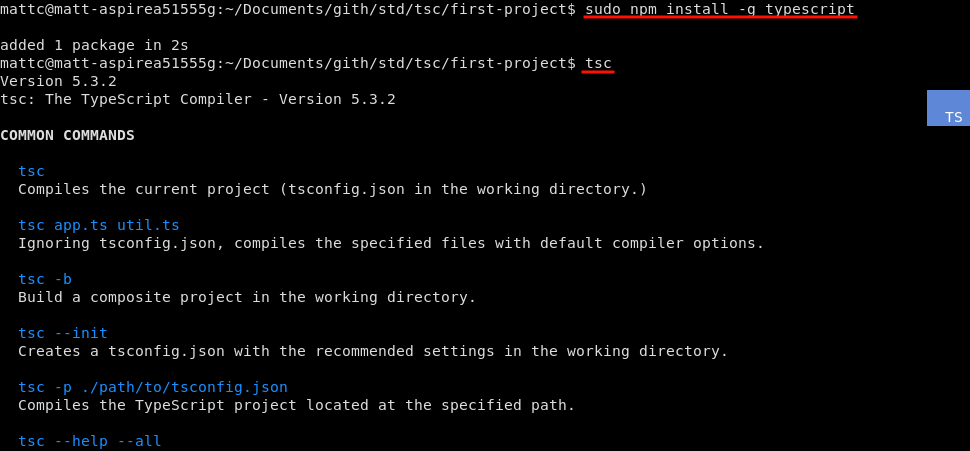 mattc@matt-aspirea51555g:~/Documents/gith/std/tsc/first-project$ sudo npm install -g typescript
added 1 package in 2s
mattc@matt-aspirea51555g:~/Documents/gith/std/tsc/first-project$ tsc
Version 5.3.2
tsc: The TypeScript Compiler - Version 5.3.2
TS
COMMON COMMANDS
tsc
Compiles the current project (tsconfig.json in the working directory.)
tsc app.ts util.ts
Ignoring tsconfig.json, compiles the specified files with default compiler options.
tsc -b
Build a composite project in the working directory.
tsc --init
Creates a tsconfig.json with the recommended settings in the working directory.
tsc -p ./path/to/tsconfig.json
Compiles the TypeScript project located at the specified path.
tsc --help --all